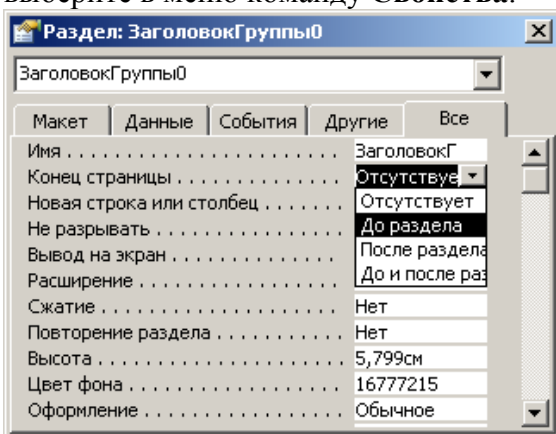 выберите в меню команду Свойства.
Раздел: ЗаголовокГруппы0
ЗаголовокГруппы0
Макет Данные События Другие Все
Имя ЗаголовокГ
Конец страницы Отсутствуе
Новая строка или столбец Отсутствует
Не разрывать До раздела
Вывод на экран После раздела
Расширение До и после раз
Сжатие Нет
Повторение раздела Нет
Высота 5,799см
Цвет фона 16777215
Оформление Обычное